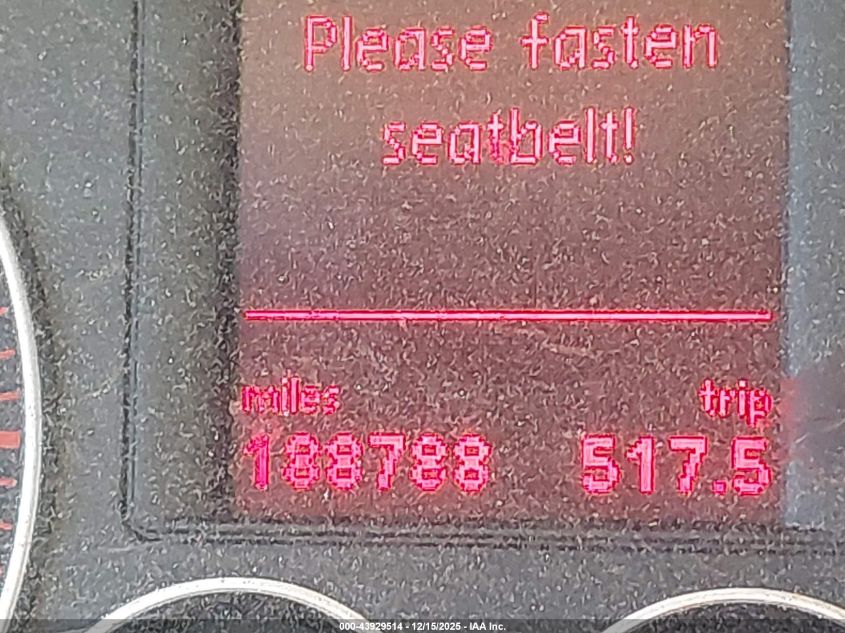 Please fasten
seatbelt!
miles trip
188788 517.5
000-43929514 - 12/15/2025 - IAA Inc.